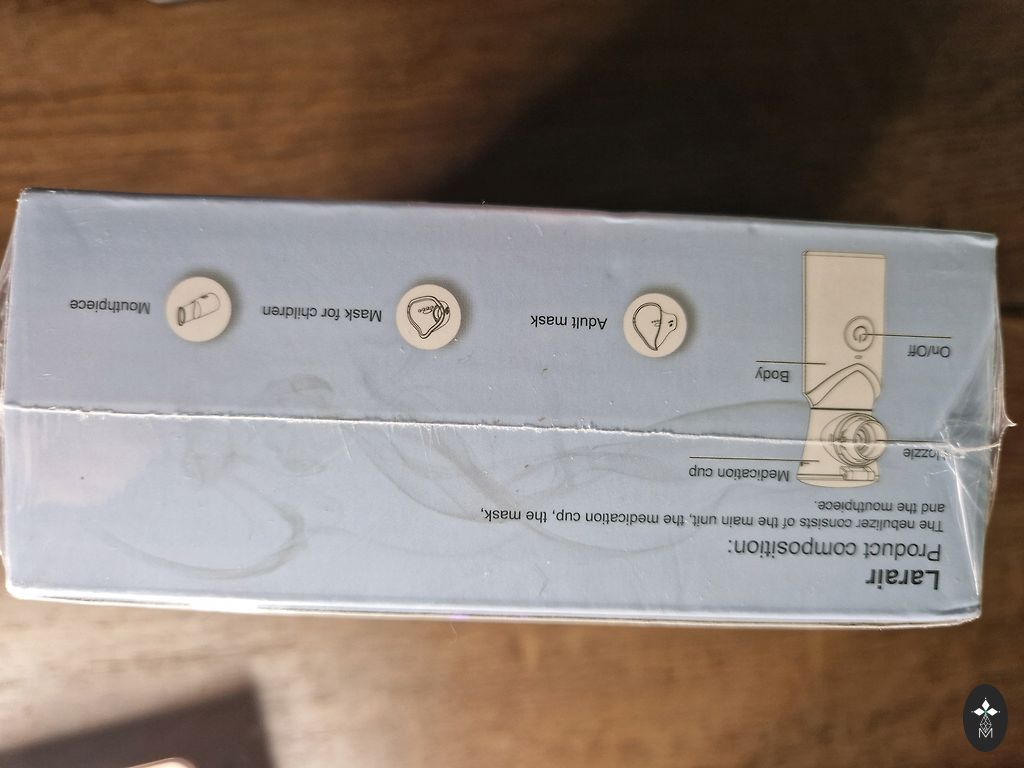 Larair
Product composition:
The nebulizer consists of the main unit, the medication cup, the mask,
and the mouthpiece.
Nozzle
Medication cup
On/Off
Body
Adult mask
Mask for children
Mouthpiece
M